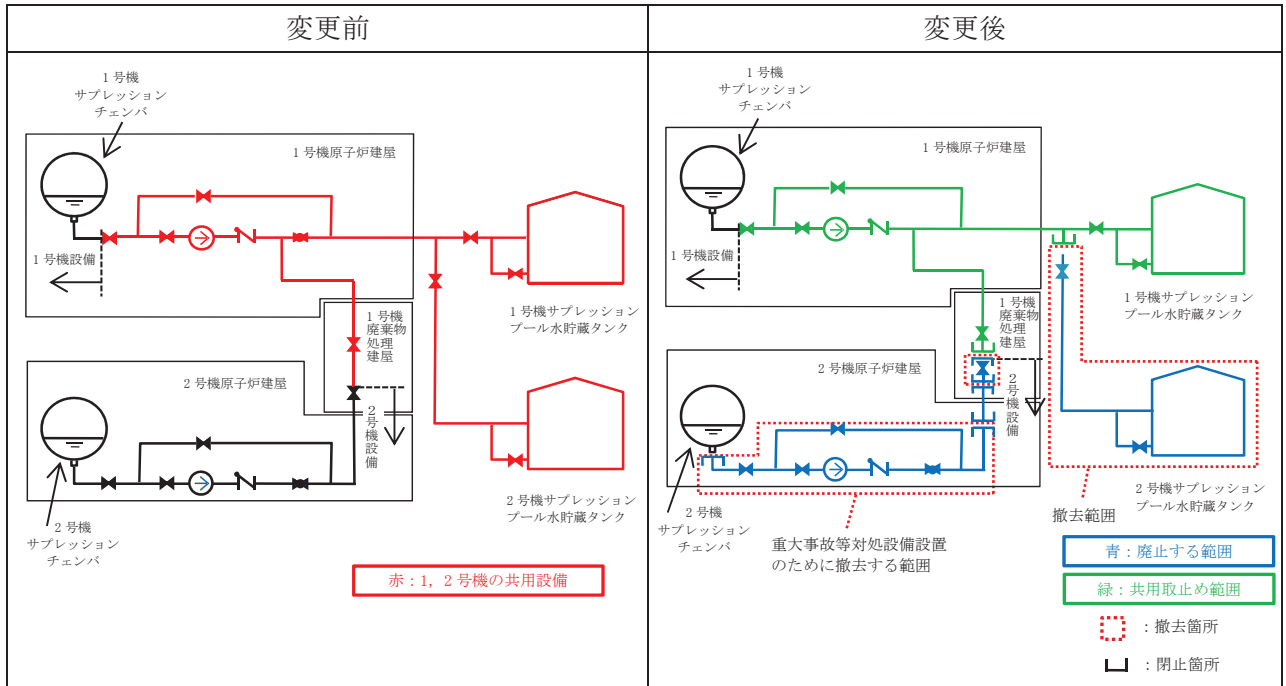 変更前
1号機
サプレッション
チェンバ
1号機原子炉建屋
1号機設備
1号機
廃棄物
処理
建屋
1号機サプレッション
プール水貯蔵タンク
2号機原子炉建屋
2号機設備
2号機サプレッション
プール水貯蔵タンク
2号機
サプレッション
チェンバ
赤：1，2号機の共用設備
変更後
1号機
サプレッション
チェンバ
1号機原子炉建屋
1号機設備
1号機
廃棄物
処理
建屋
1号機サプレッション
プール水貯蔵タンク
2号機原子炉建屋
2号機設備
2号機サプレッション
プール水貯蔵タンク
2号機
サプレッション
チェンバ
重大事故等対処設備設置
のために撤去する範囲
撤去範囲
青：廃止する範囲
緑：共用取止め範囲
：撤去箇所
：閉止箇所